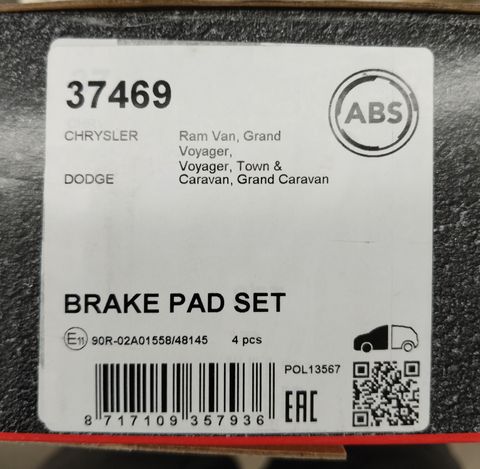 37469
ABS
CHRYSLER Ram Van, Grand
Voyager,
Voyager, Town &
DODGE Caravan, Grand Caravan
BRAKE PAD SET
E11 90R-02A01558/48145 4 pcs
POL13567
8 717109 357936
EAC